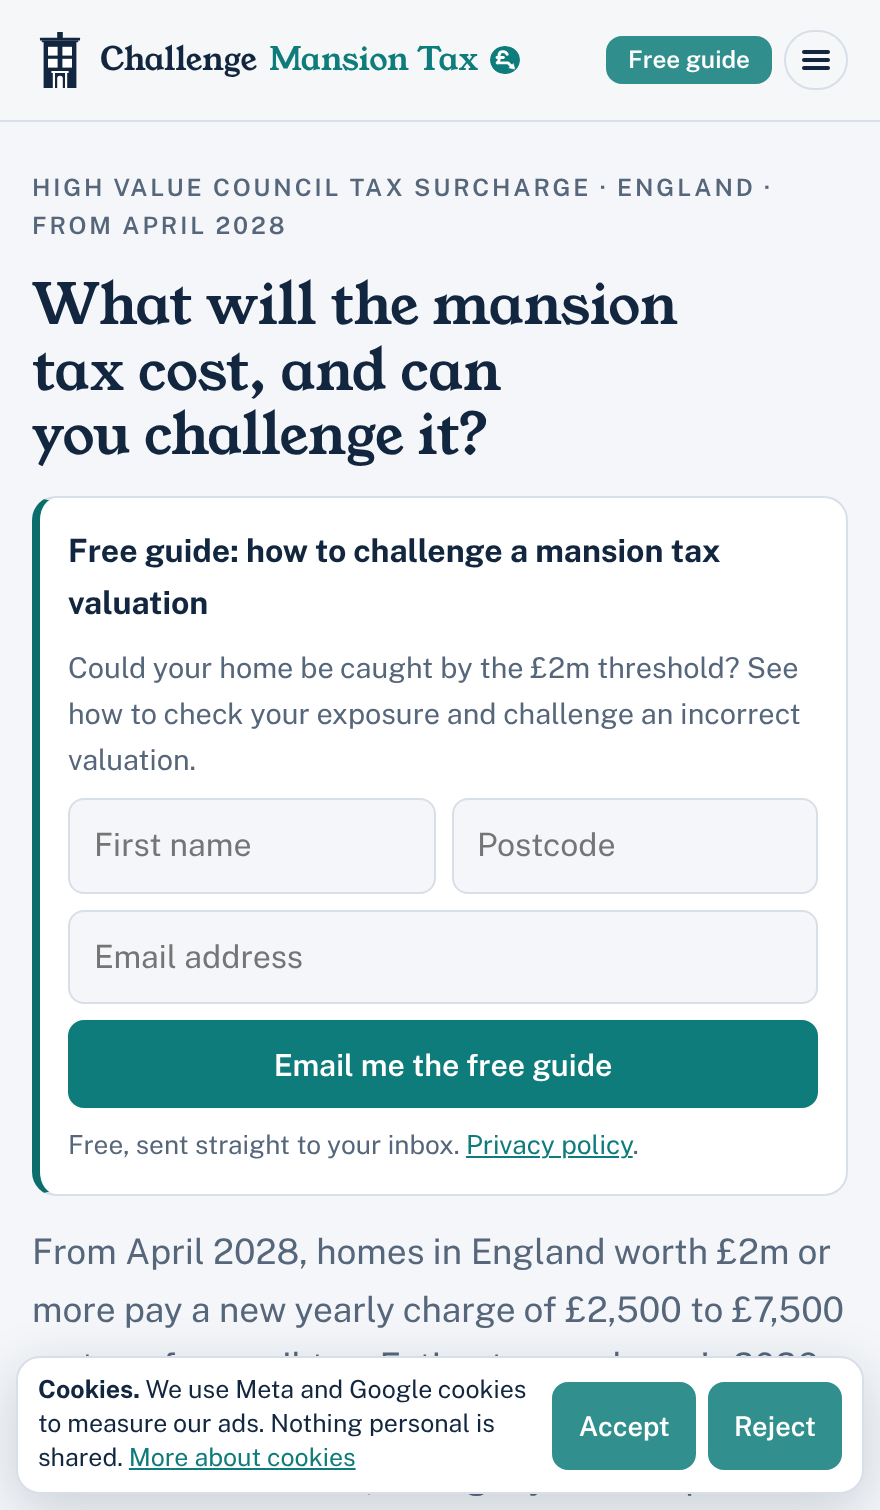 Challenge Mansion Tax £
Free guide
HIGH VALUE COUNCIL TAX SURCHARGE · ENGLAND ·
FROM APRIL 2028
What will the mansion
tax cost, and can
you challenge it?
Free guide: how to challenge a mansion tax
valuation
Could your home be caught by the £2m threshold? See
how to check your exposure and challenge an incorrect
valuation.
First name
Postcode
Email address
Email me the free guide
Free, sent straight to your inbox. Privacy policy.
From April 2028, homes in England worth £2m or
more pay a new yearly charge of £2,500 to £7,500
Cookies. We use Meta and Google cookies
to measure our ads. Nothing personal is
shared. More about cookies
Accept
Reject